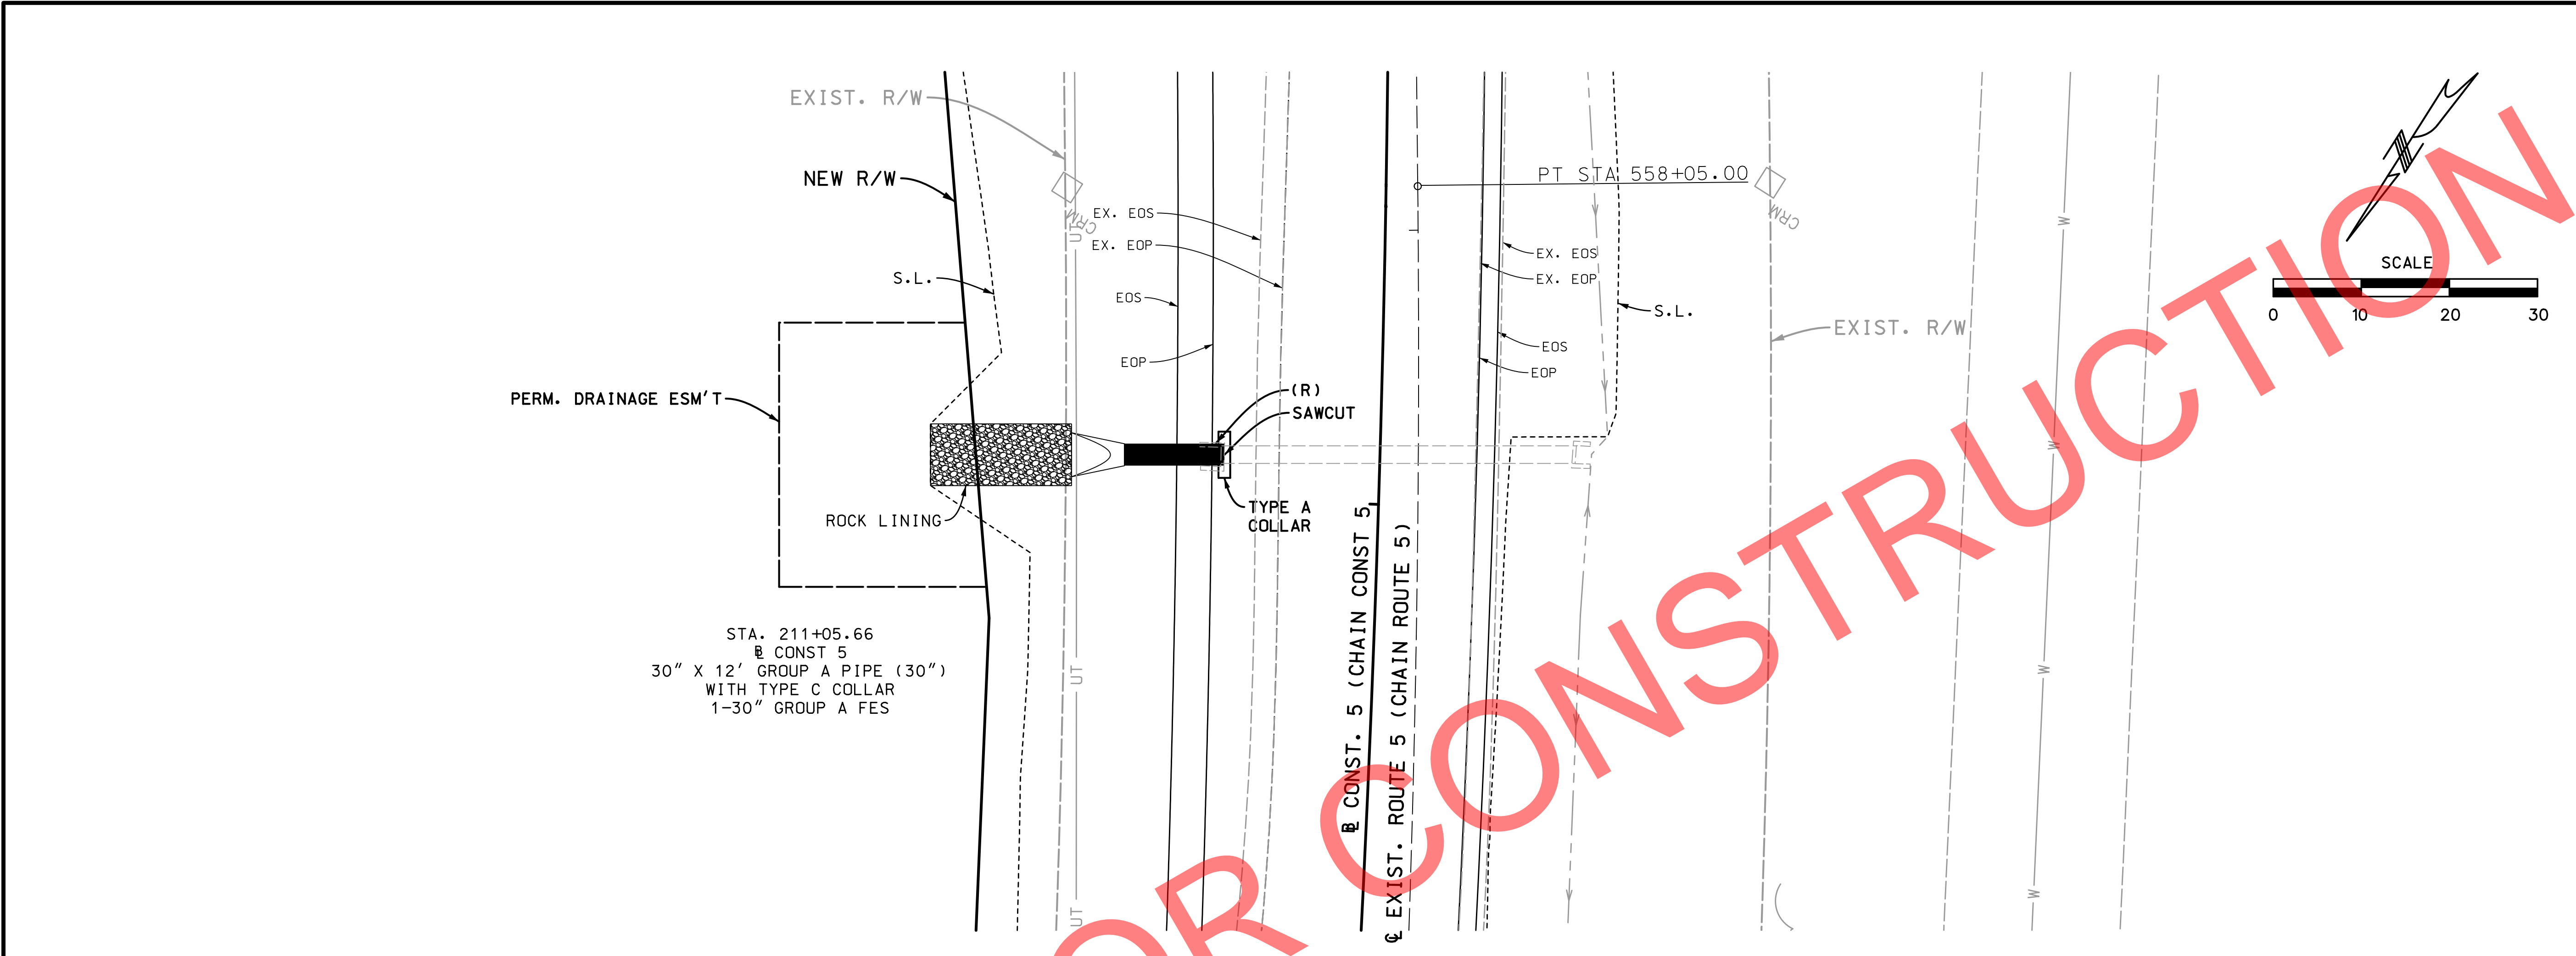 EXIST. R/W
NEW R/W
CRM
UT
EX. EOS
EX. EOP
S.L.
EOS
EOP
PT STA 558+05.00
CRM
EX. EOS
EX. EOP
S.L.
EOS
EOP
EXIST. R/W
W
N
SCALE
0 10 20 30
PERM. DRAINAGE ESM'T
(R)
SAWCUT
W
ROCK LINING
TYPE A
COLLAR
STA. 211+05.66
℄ CONST 5
30" X 12' GROUP A PIPE (30")
WITH TYPE C COLLAR
1-30" GROUP A FES
UT
UT
W
W
BL CONST. 5 (CHAIN CONST 5)
℄ EXIST. ROUTE 5 (CHAIN ROUTE 5)
OR CONSTRUCTION